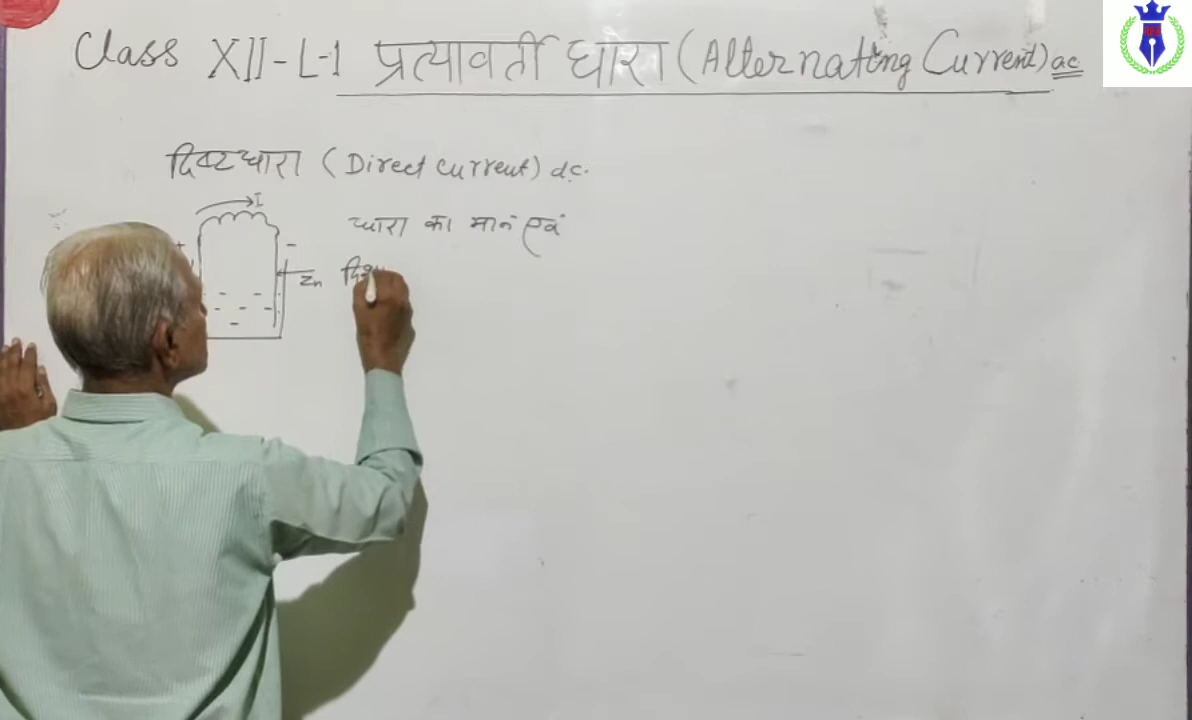 Class XII-L-1 प्रत्यावर्ती धारा (Alternating Current) ac
दिष्टधारा (Direct current) d.c.
I
धारा का मान एवं
+ -
Zn